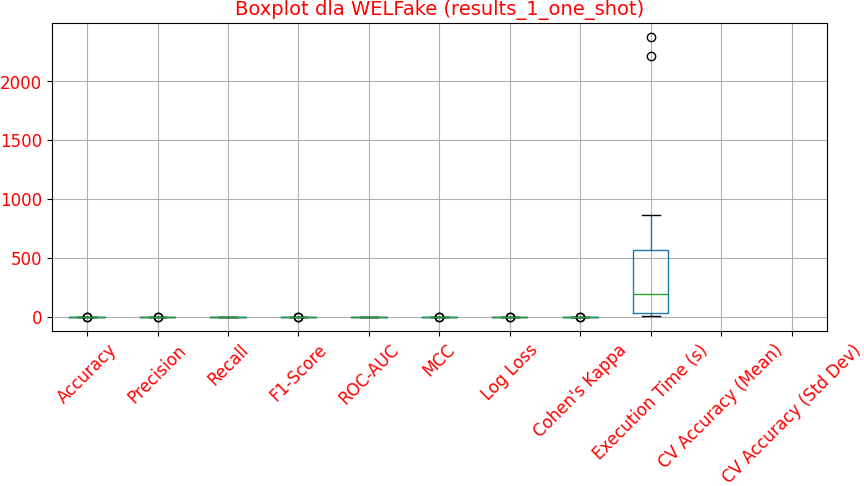 Boxplot dla WELFake (results_1_one_shot)
2000
1500
1000
500
0
Accuracy
Precision
Recall
F1-Score
ROC-AUC
MCC
Log Loss
Cohen's Kappa
Execution Time (s)
CV Accuracy (Mean)
CV Accuracy (Std Dev)